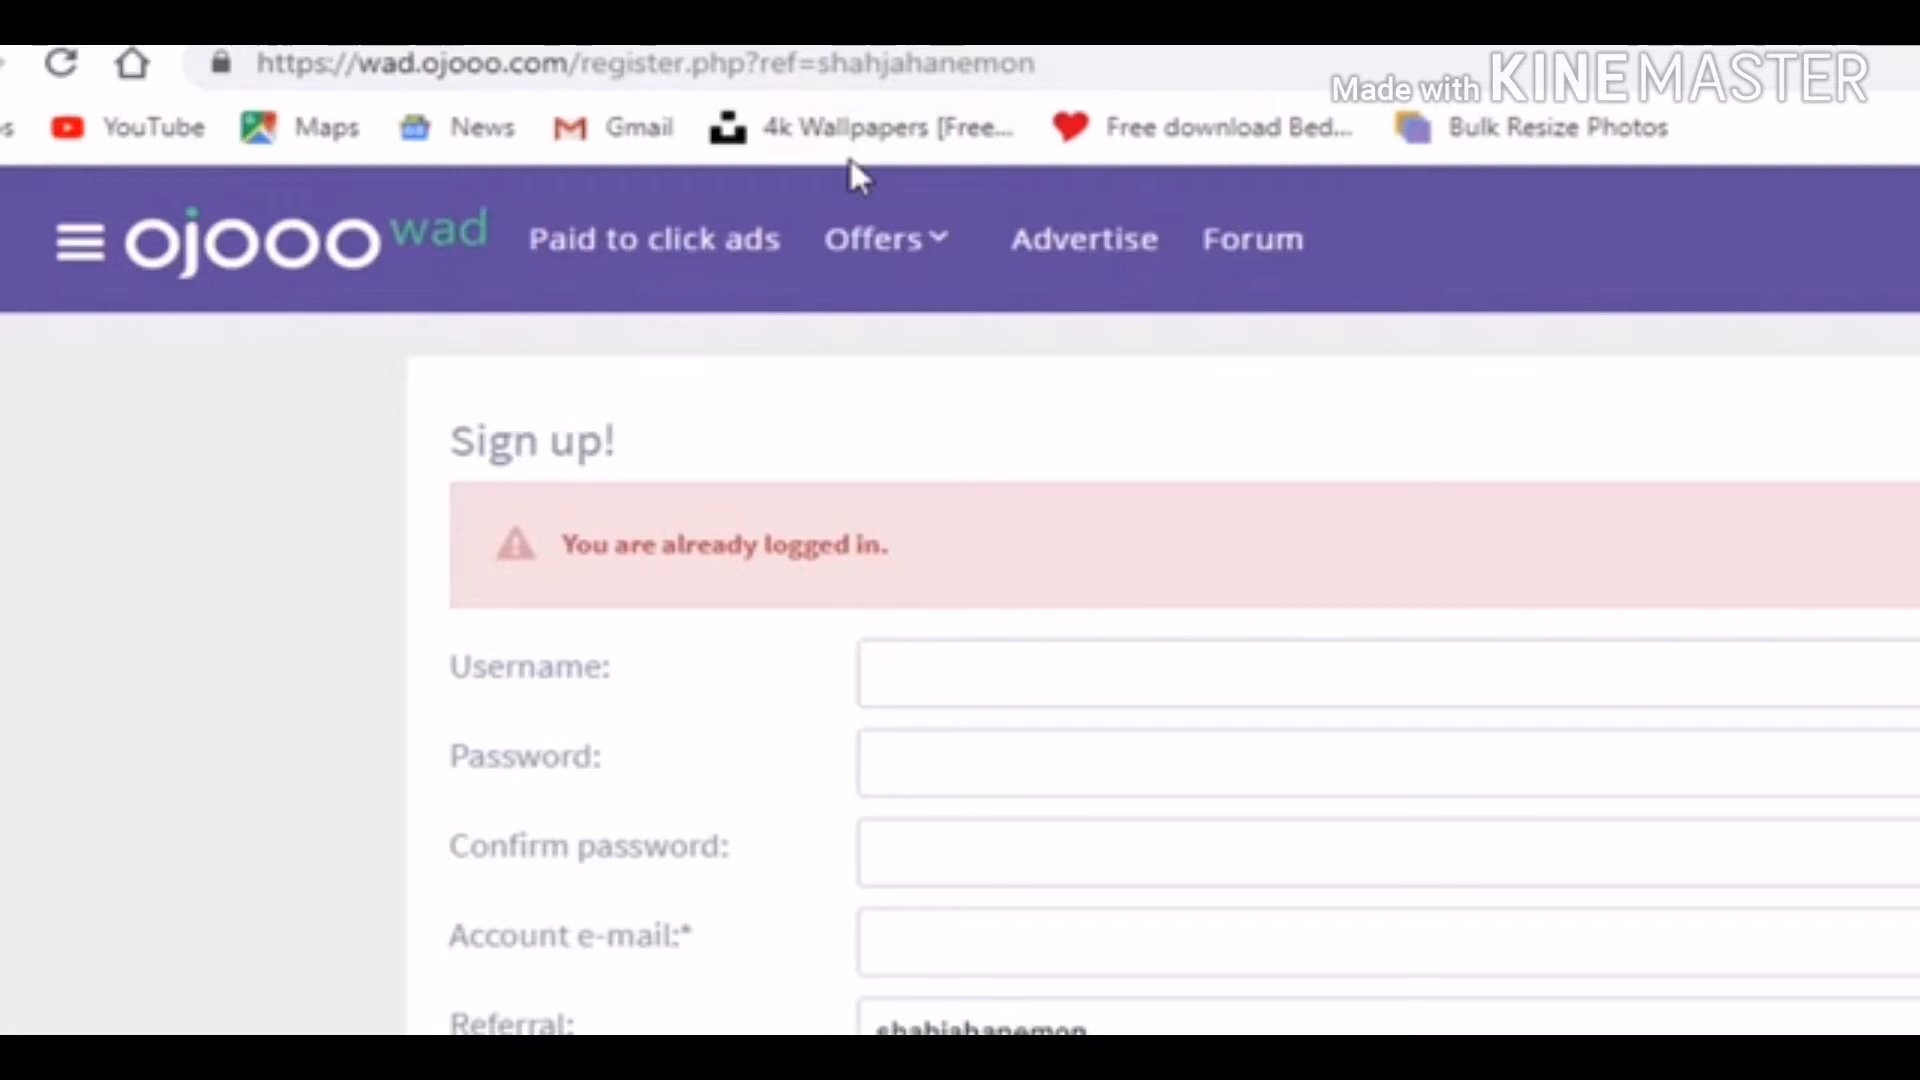 https://wad.ojooo.com/register.php?ref=shahjahanemon
Made with KINEMASTER
YouTube Maps News Gmail 4k Wallpapers [Free... Free download Bed... Bulk Resize Photos
ojooo wad Paid to click ads Offers Advertise Forum
Sign up!
You are already logged in.
Username:
Password:
Confirm password:
Account e-mail:*
Referral: shahjahanemon